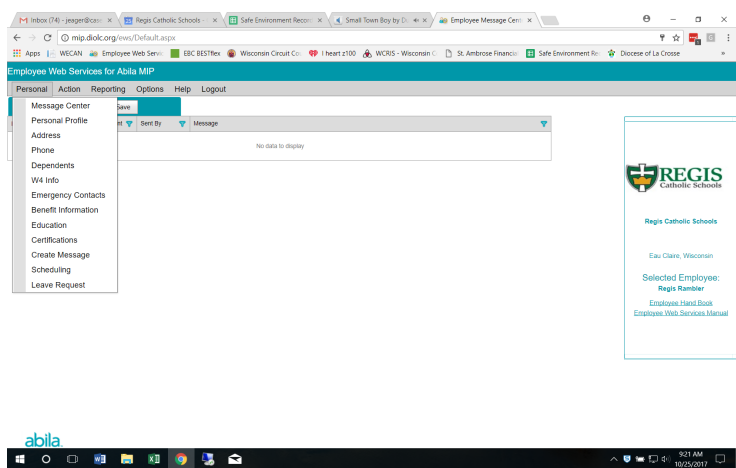 Inbox (74) - jeager@cas
Regis Catholic Schools -
Safe Environment Recor
Small Town Boy by Du
Employee Message Cent
mip.diolc.org/ews/Default.aspx
Apps WECAN Employee Web Servi EBC BESTflex Wisconsin Circuit Co I heart z100 WCRIS - Wisconsin C St. Ambrose Financial Safe Environment Re Diocese of La Crosse »
Employee Web Services for Abila MIP
Personal Action Reporting Options Help Logout
Message Center
Personal Profile
Address
Phone
Dependents
W4 Info
Emergency Contacts
Benefit Information
Education
Certifications
Create Message
Scheduling
Leave Request
Save
nt Sent By Message
No data to display
REGIS
Catholic Schools
Regis Catholic Schools
Eau Claire, Wisconsin
Selected Employee:
Regis Rambler
Employee Hand Book
Employee Web Services Manual
abila
9:21 AM
10/25/2017